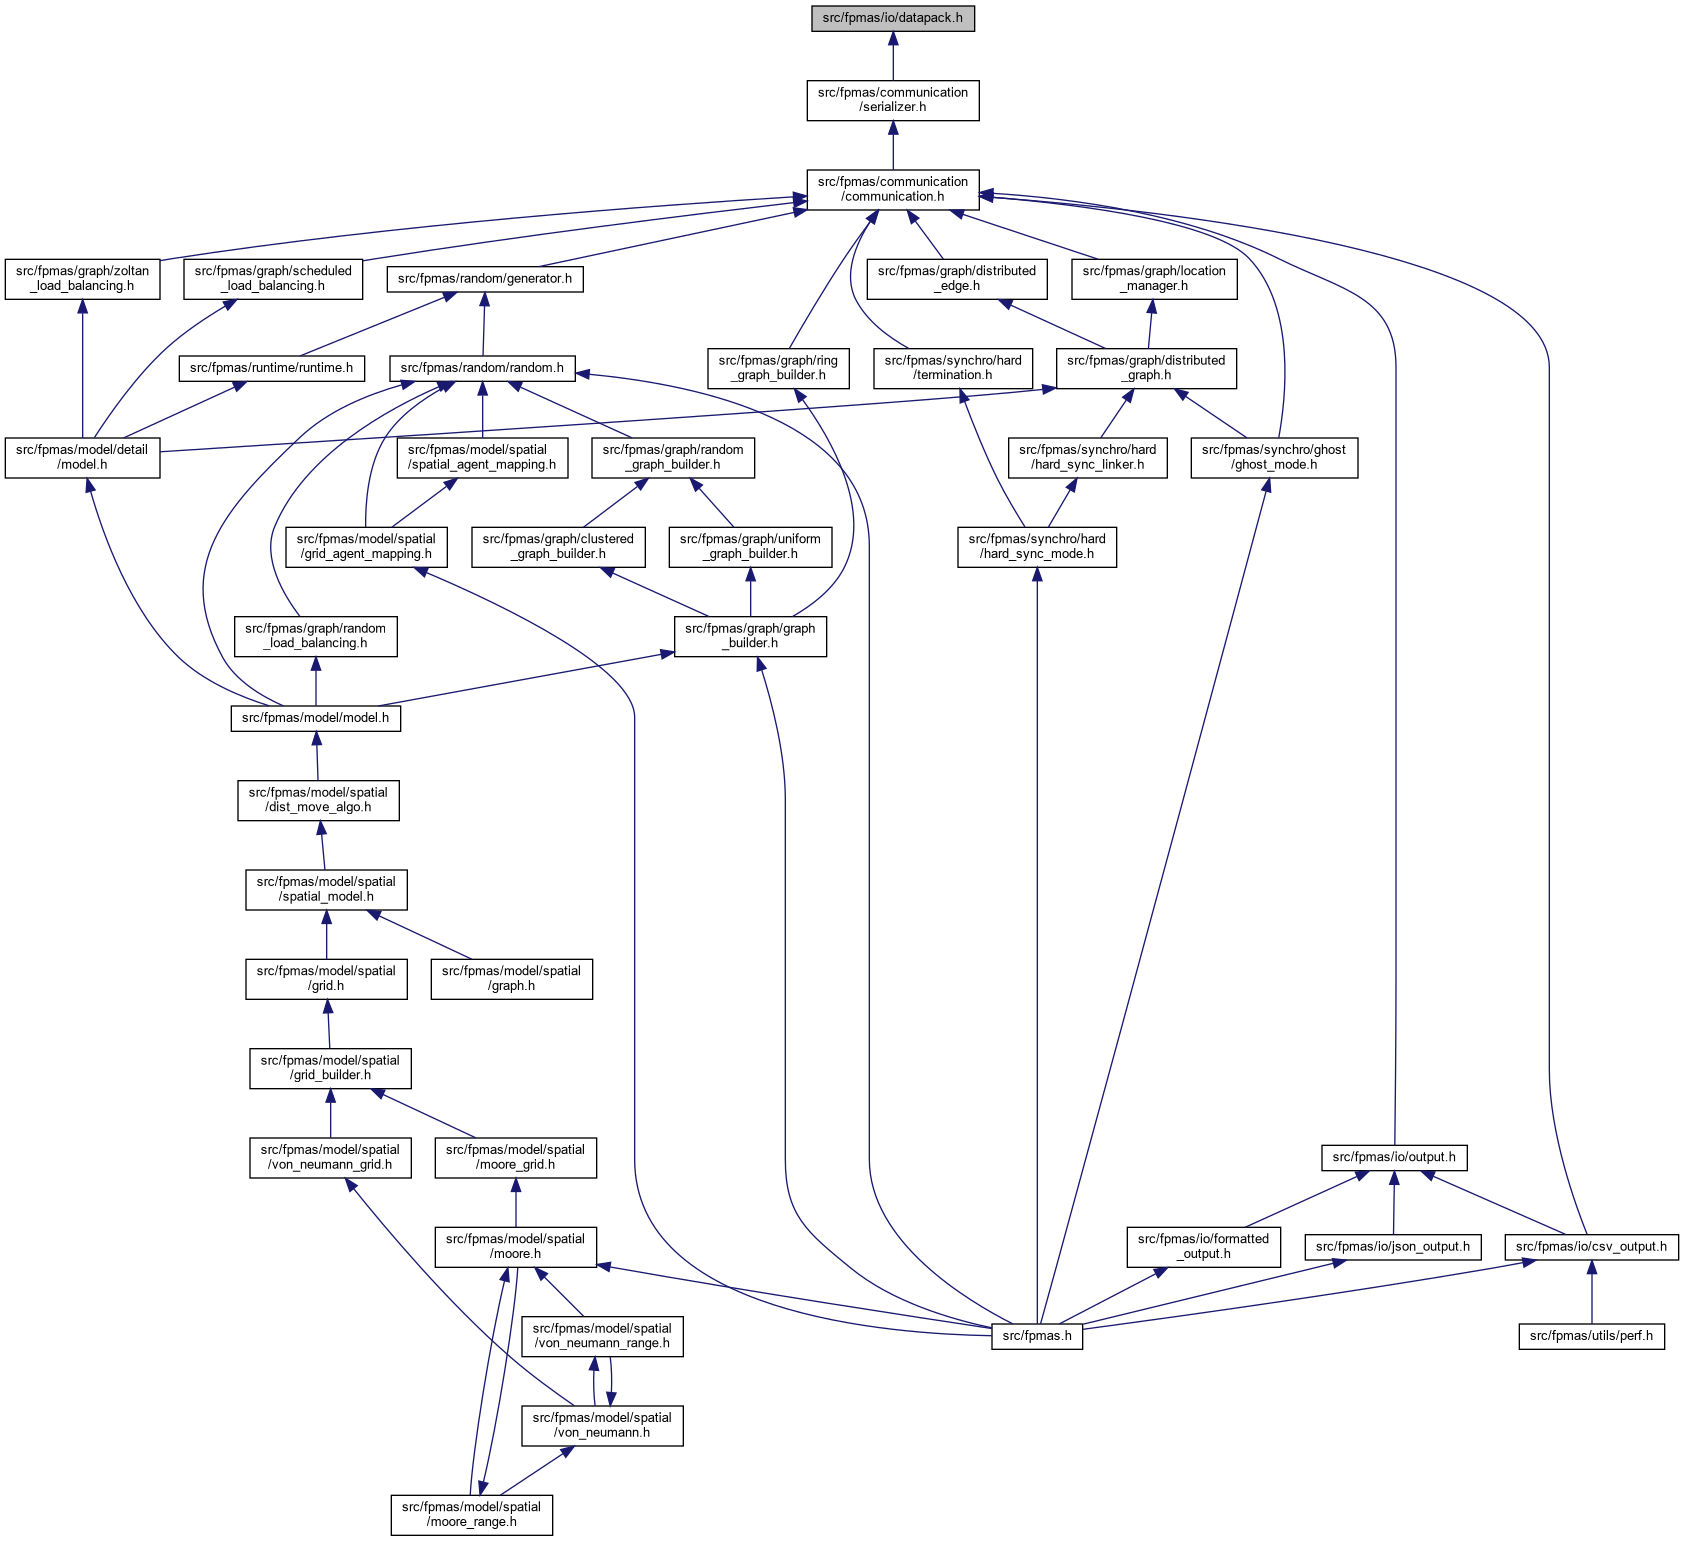 src/fpmas/io/datapack.h
src/fpmas/communication
/serializer.h
src/fpmas/communication
/communication.h
src/fpmas/graph/zoltan
_load_balancing.h
src/fpmas/graph/scheduled
_load_balancing.h
src/fpmas/random/generator.h
src/fpmas/graph/distributed
_edge.h
src/fpmas/graph/location
_manager.h
src/fpmas/runtime/runtime.h
src/fpmas/random/random.h
src/fpmas/graph/ring
_graph_builder.h
src/fpmas/synchro/hard
/termination.h
src/fpmas/graph/distributed
_graph.h
src/fpmas/model/detail
/model.h
src/fpmas/model/spatial
/spatial_agent_mapping.h
src/fpmas/graph/random
_graph_builder.h
src/fpmas/synchro/hard
/hard_sync_linker.h
src/fpmas/synchro/ghost
/ghost_mode.h
src/fpmas/model/spatial
/grid_agent_mapping.h
src/fpmas/graph/clustered
_graph_builder.h
src/fpmas/graph/uniform
_graph_builder.h
src/fpmas/synchro/hard
/hard_sync_mode.h
src/fpmas/graph/random
_load_balancing.h
src/fpmas/graph/graph
_builder.h
src/fpmas/model/model.h
src/fpmas/model/spatial
/dist_move_algo.h
src/fpmas/model/spatial
/spatial_model.h
src/fpmas/model/spatial
/grid.h
src/fpmas/model/spatial
/graph.h
src/fpmas/model/spatial
/grid_builder.h
src/fpmas/model/spatial
/von_neumann_grid.h
src/fpmas/model/spatial
/moore_grid.h
src/fpmas/io/output.h
src/fpmas/model/spatial
/moore.h
src/fpmas/io/formatted
_output.h
src/fpmas/io/json_output.h
src/fpmas/io/csv_output.h
src/fpmas/model/spatial
/von_neumann_range.h
src/fpmas.h
src/fpmas/utils/perf.h
src/fpmas/model/spatial
/von_neumann.h
src/fpmas/model/spatial
/moore_range.h